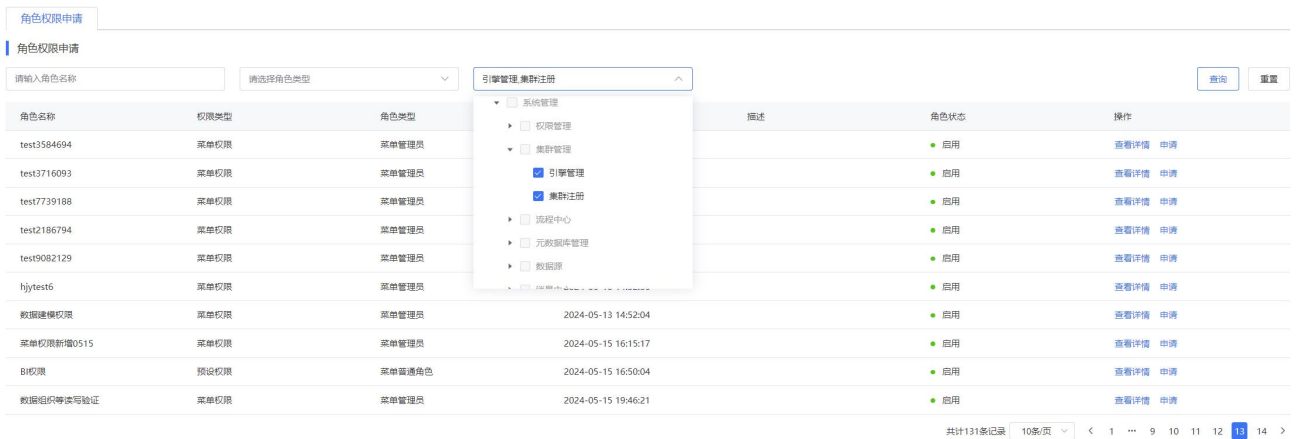 角色权限申请
角色权限申请
请输入角色名称 请选择角色类型 引擎管理,集群注册 查询 重置
角色名称 权限类型 角色类型 描述 角色状态 操作
系统管理
权限管理
集群管理
引擎管理
集群注册
流程中心
元数据库管理
数据源
test3584694 菜单权限 菜单管理员 启用 查看详情 申请
test3716093 菜单权限 菜单管理员 启用 查看详情 申请
test7739188 菜单权限 菜单管理员 启用 查看详情 申请
test2186794 菜单权限 菜单管理员 启用 查看详情 申请
test9082129 菜单权限 菜单管理员 启用 查看详情 申请
hjytest6 菜单权限 菜单管理员 启用 查看详情 申请
数据建模权限 菜单权限 菜单管理员 2024-05-13 14:52:04 启用 查看详情 申请
菜单权限新增0515 菜单权限 菜单管理员 2024-05-15 16:15:17 启用 查看详情 申请
BI权限 预设权限 菜单普通角色 2024-05-15 16:50:04 启用 查看详情 申请
数据组织等读写验证 菜单权限 菜单管理员 2024-05-15 19:46:21 启用 查看详情 申请
共计131条记录 10条/页 1 ··· 9 10 11 12 13 14